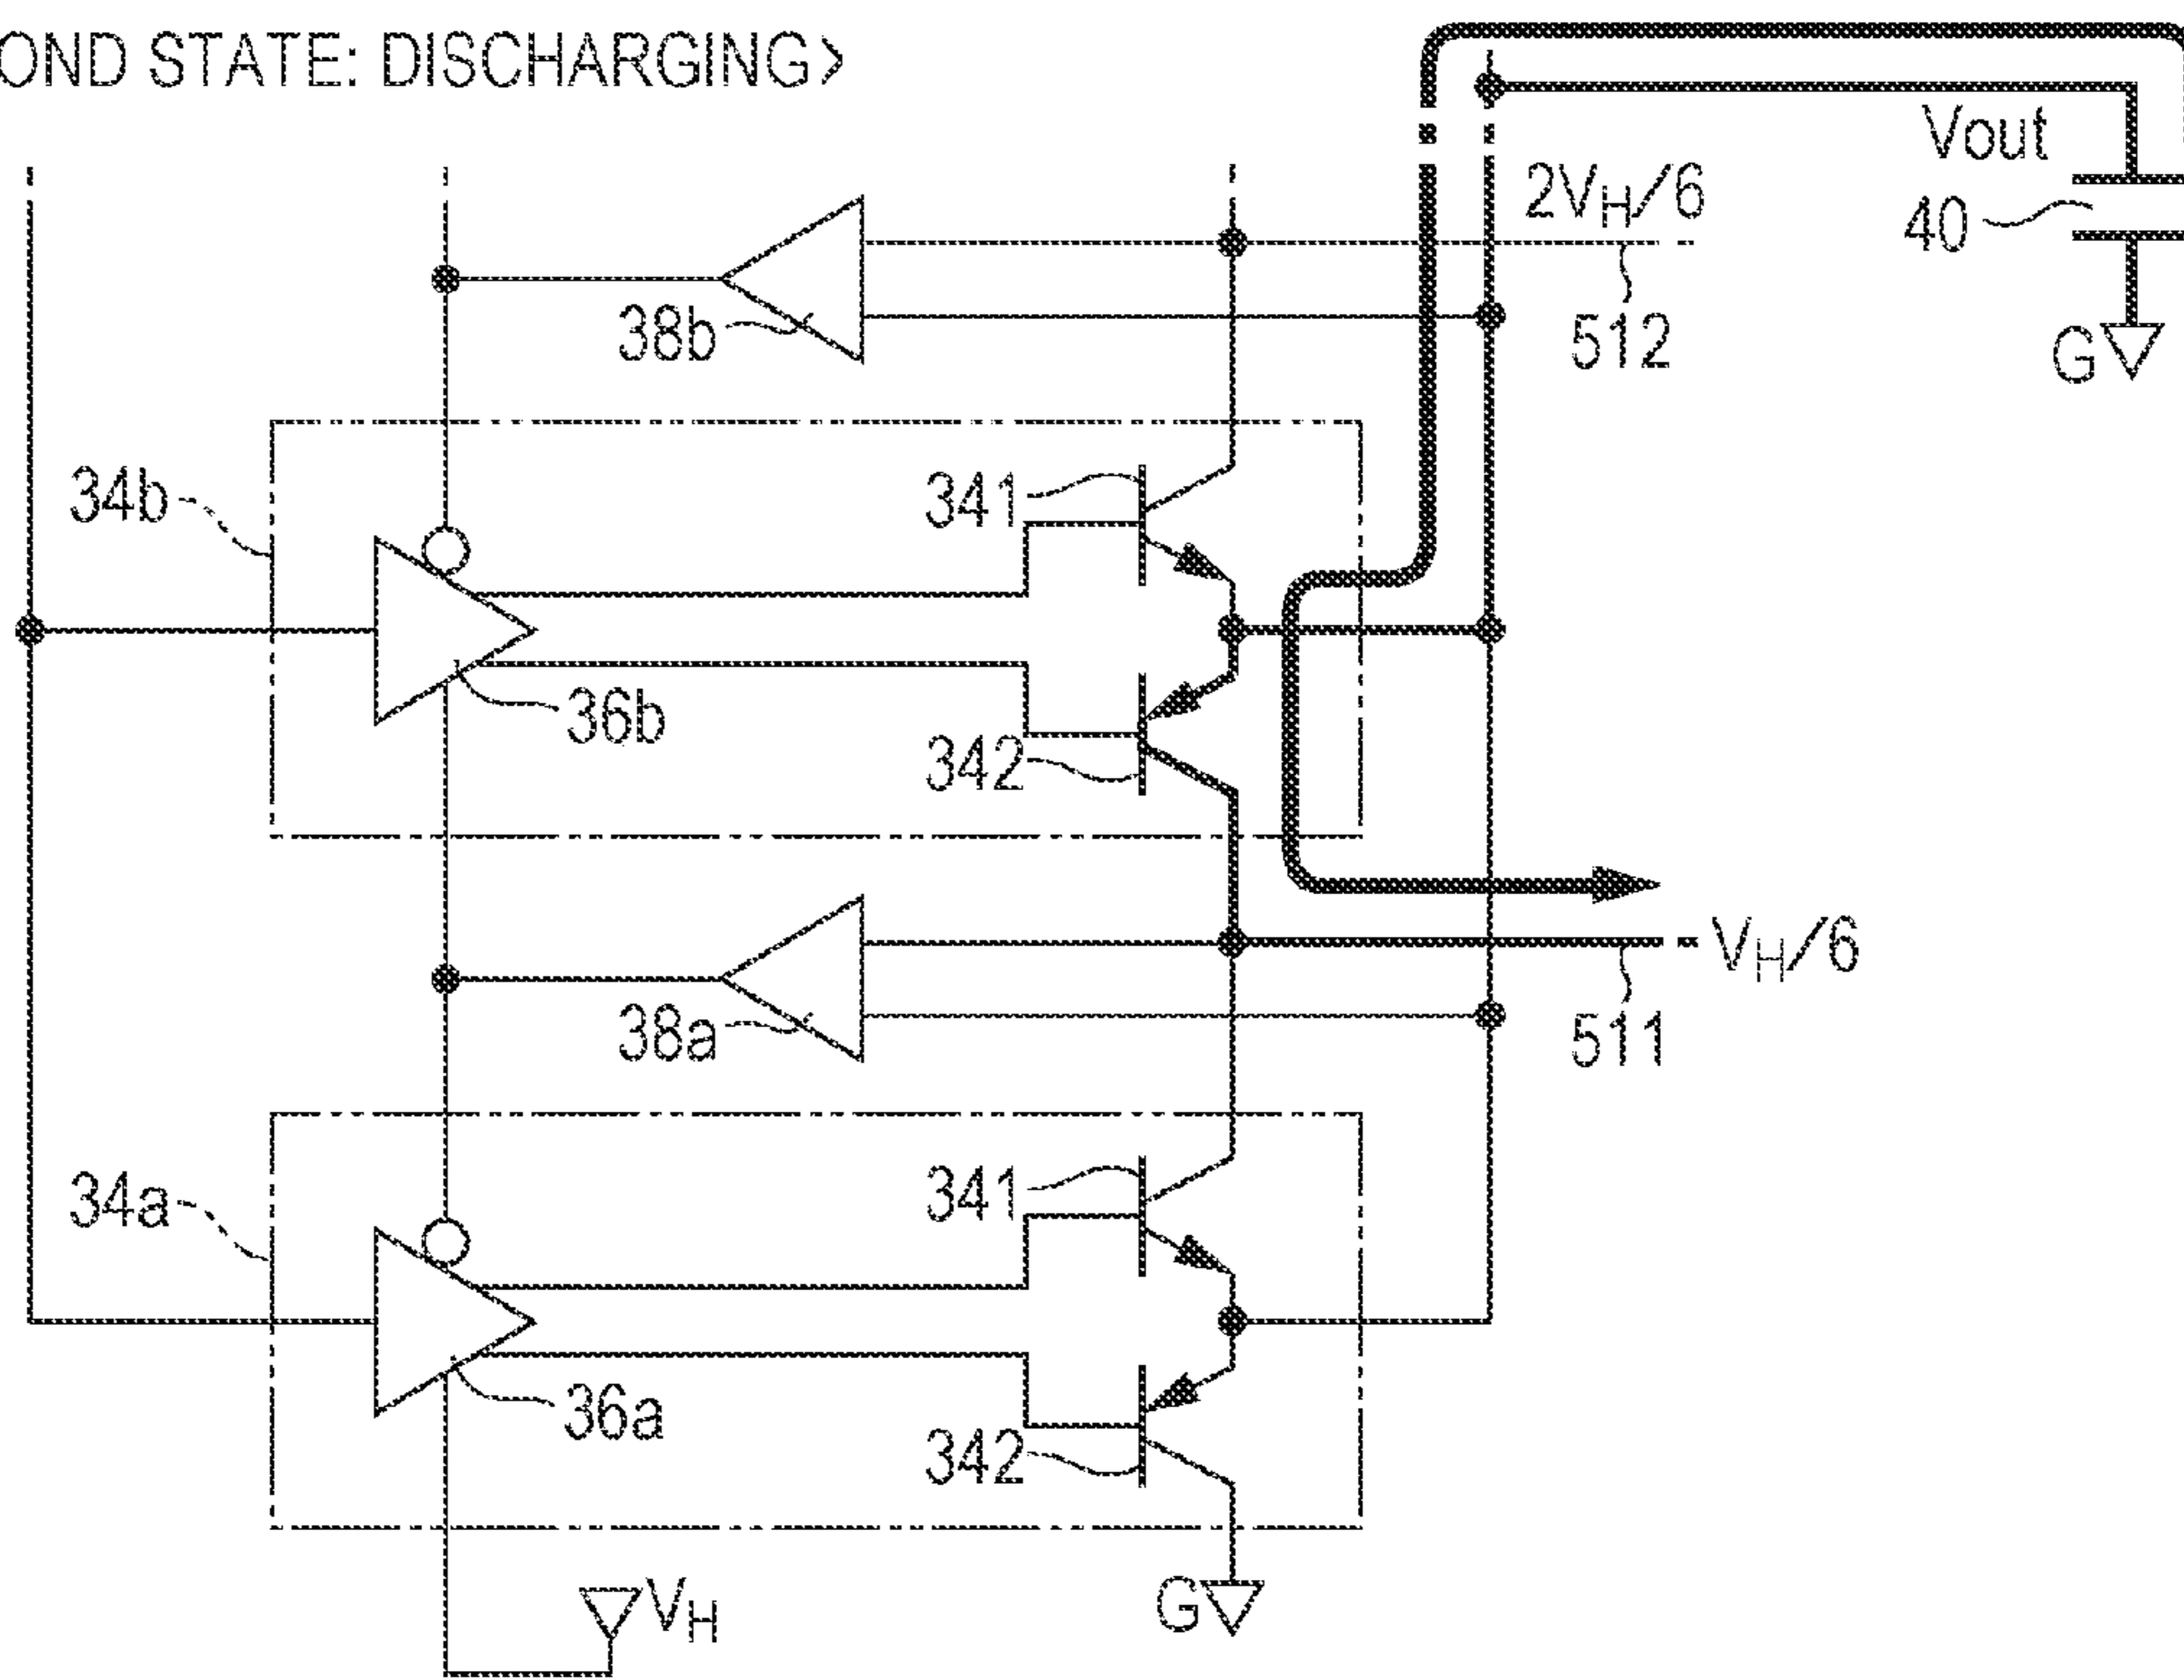 OND STATE: DISCHARGING>
Vout
2VH/6
40
38b
512
G
34b
341
36b
342
VH/6
38a
511
34a
341
36a
342
VH
G